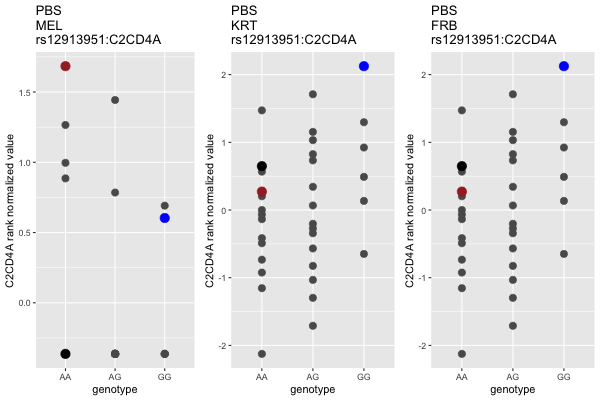 PBS
MEL
rs12913951:C2CD4A
C2CD4A rank normalized value
1.5
1.0
0.5
0.0
AA AG GG
genotype
PBS
KRT
rs12913951:C2CD4A
C2CD4A rank normalized value
2
1
0
-1
-2
AA AG GG
genotype
PBS
FRB
rs12913951:C2CD4A
C2CD4A rank normalized value
2
1
0
-1
-2
AA AG GG
genotype